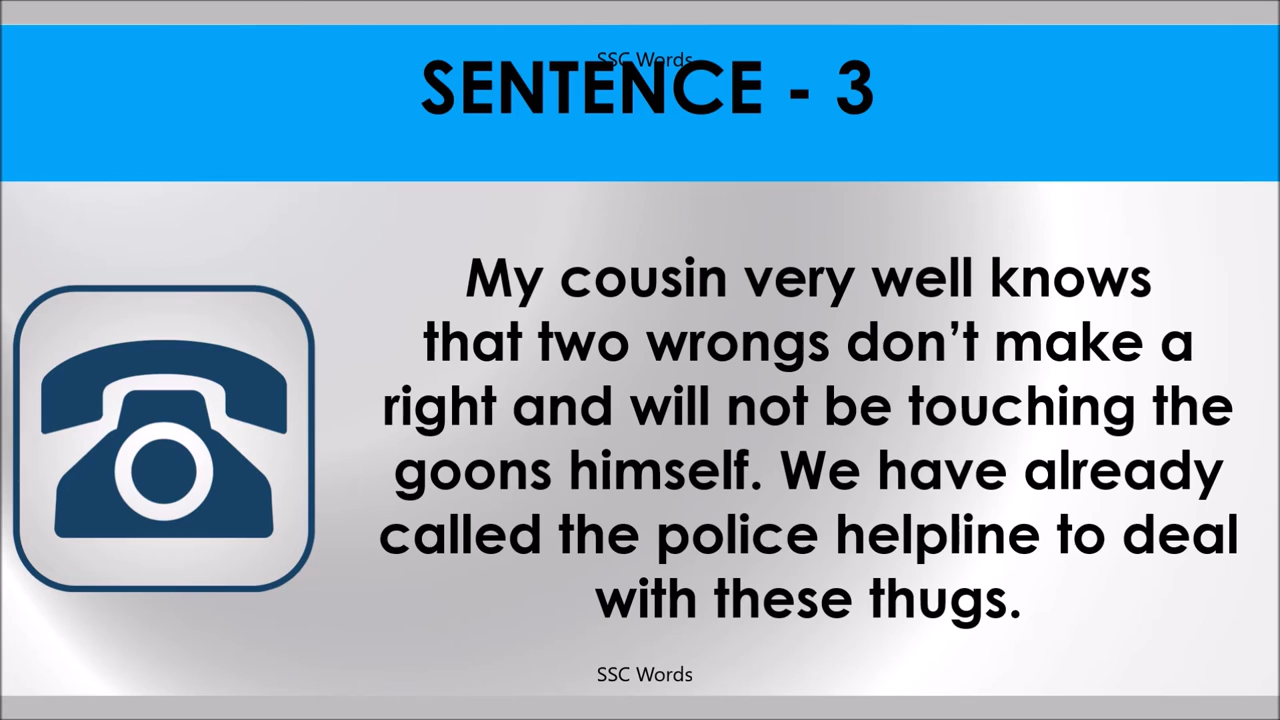 SSC Words
SENTENCE - 3
My cousin very well knows
that two wrongs don’t make a
right and will not be touching the
goons himself. We have already
called the police helpline to deal
with these thugs.
SSC Words